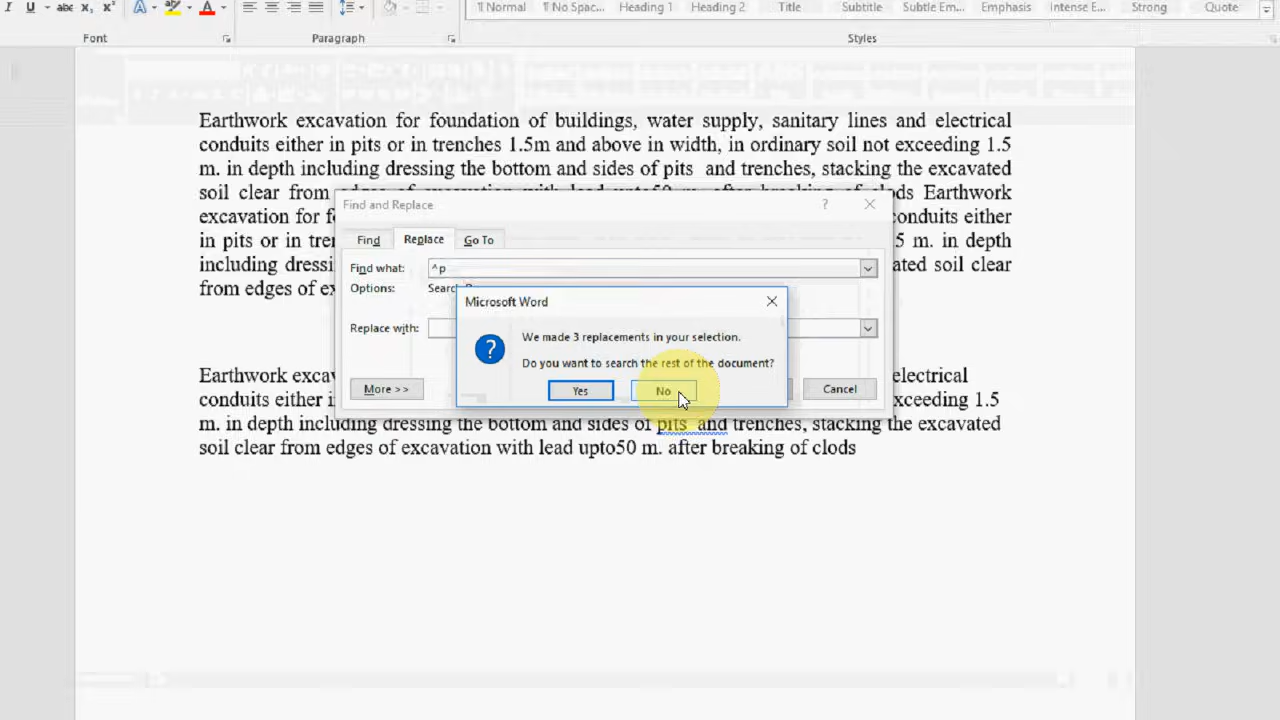 I U abc x, x² A aby A
¶ Normal ¶ No Spac... Heading 1 Heading 2 Title Subtitle Subtle Em... Emphasis Intense E... Strong Quote
Font Paragraph Styles
Earthwork excavation for foundation of buildings, water supply, sanitary lines and electrical
conduits either in pits or in trenches 1.5m and above in width, in ordinary soil not exceeding 1.5
m. in depth including dressing the bottom and sides of pits and trenches, stacking the excavated
soil clear from edges of excavation with lead upto50 m. after breaking of clods Earthwork
excavation for f conduits either
in pits or in tre 5 m. in depth
including dressi ated soil clear
from edges of ex
Find and Replace ? ×
Find Replace Go To
Find what: ^p
Options: Search
Replace with:
More >> Cancel
Microsoft Word ×
? We made 3 replacements in your selection.
Do you want to search the rest of the document?
Yes No
Earthwork excav electrical
conduits either i xceeding 1.5
m. in depth including dressing the bottom and sides of pits and trenches, stacking the excavated
soil clear from edges of excavation with lead upto50 m. after breaking of clods